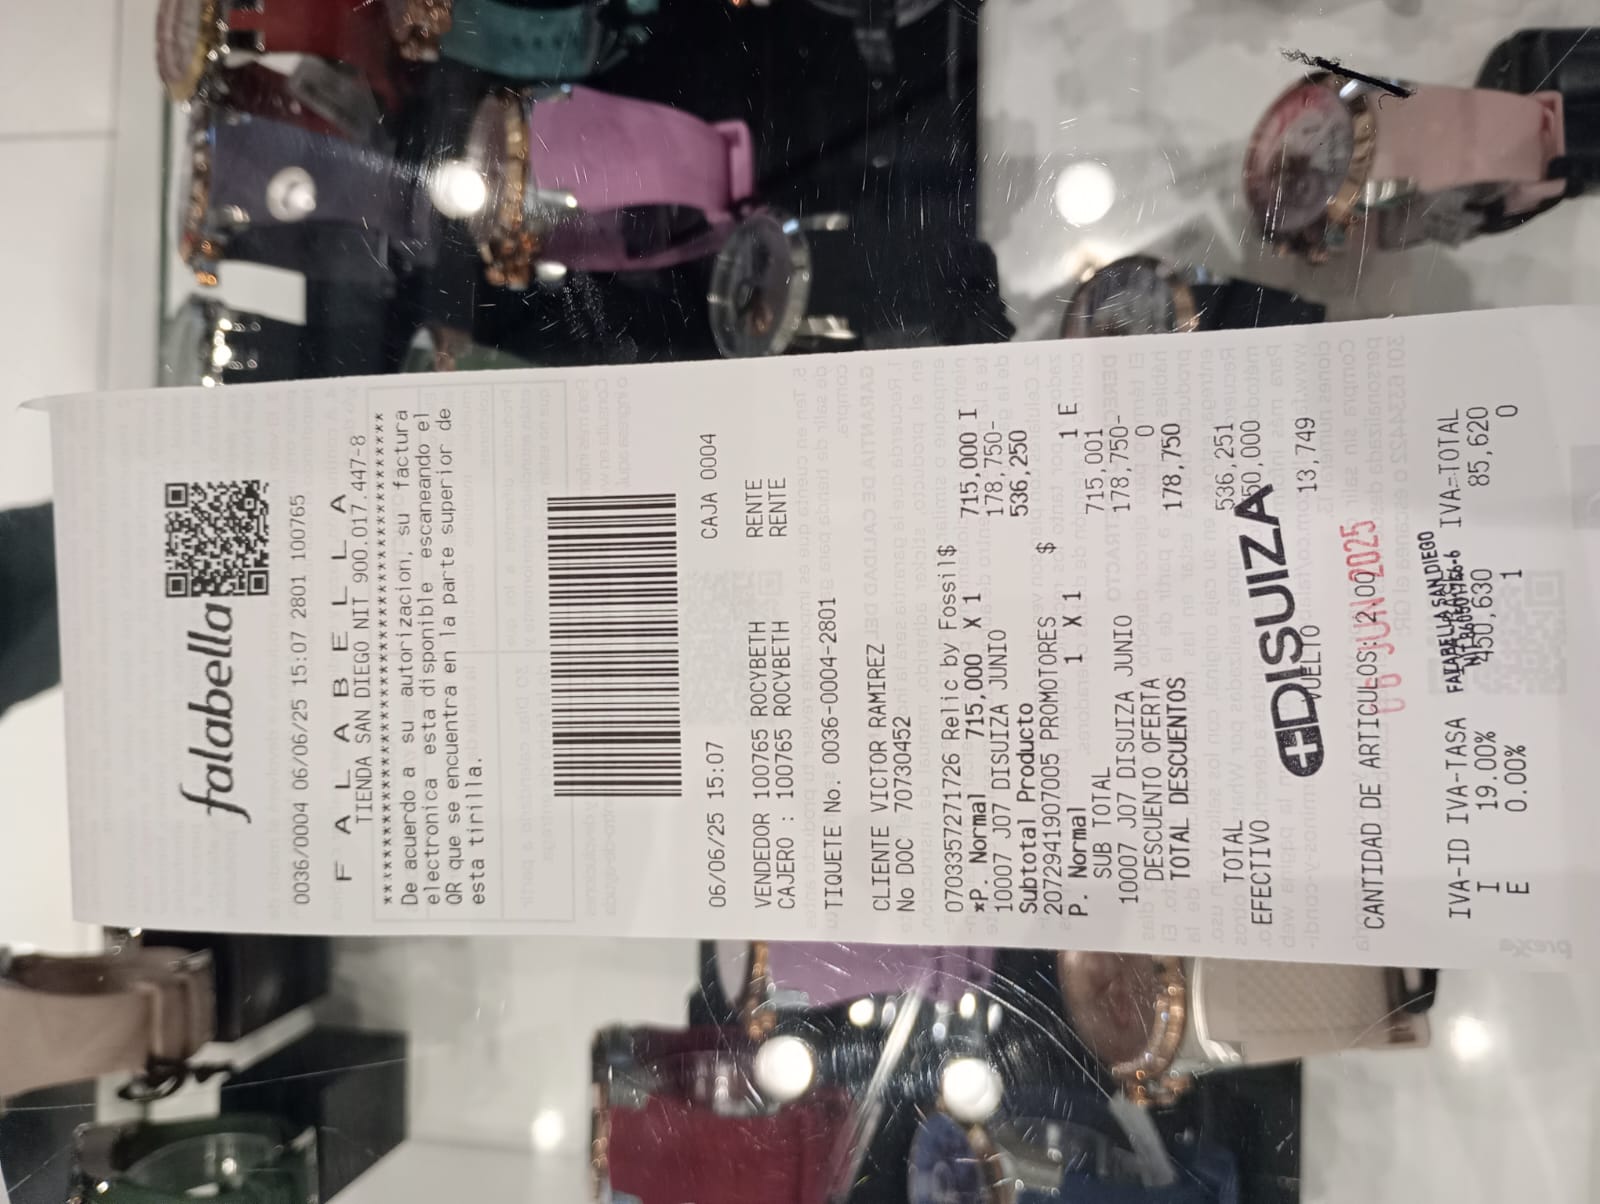 falabella
0036/0004 06/06/25 15:07 2801 100765
F A L A B E L L A
TIENDA SAN DIEGO NIT 900.017.447-8
****************************************
De acuerdo a su autorizacion, su factura
electronica esta disponible escaneando el
QR que se encuentra en la parte superior de
esta tirilla.
06/06/25 15:07 CAJA 0004
VENDEDOR 100765 ROCYBETH RENTE
CAJERO : 100765 ROCYBETH RENTE
TIQUETE No. 0036-0004-2801
CLIENTE VICTOR RAMIREZ
No DOC 70730452
0703357271726 Relic by Fossil$ 715,000 I
*P. Normal 715,000 X 1 178,750-
10007 J07 DISUIZA JUNIO 536,250
Subtotal Producto
2072941907005 PROMOTORES $ 1 E
P. Normal 1 X 1
SUB TOTAL 715,001
10007 J07 DISUIZA JUNIO 178,750-
DESCUENTO OFERTA 0
TOTAL DESCUENTOS 178,750
TOTAL 536,251
EFECTIVO
DISUIZA
VUELTO 13,749
CANTIDAD DE ARTICULOS: 2
06 JUN 2025
FALABELLA SAN DIEGO
IVA-ID IVA-TASA IVA-TOTAL
I 19.00% 450,630 85,620
E 0.00% 1 0